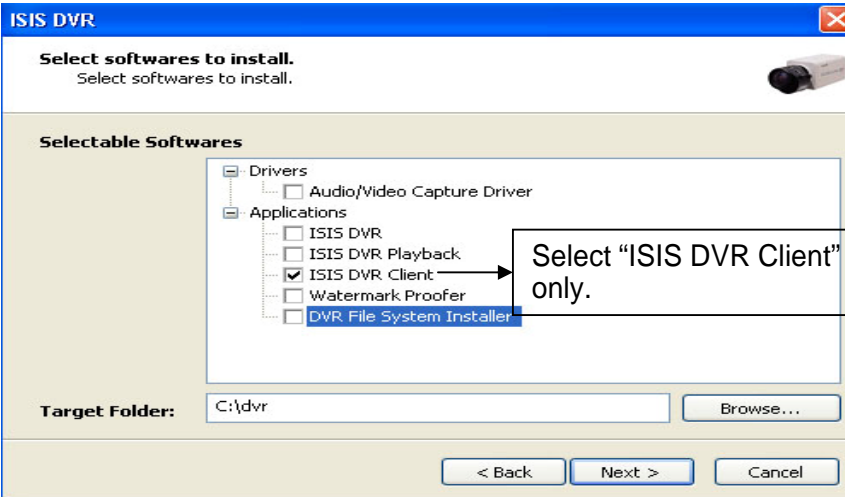 ISIS DVR
Select softwares to install.
Select softwares to install.
Selectable Softwares
Drivers
Audio/Video Capture Driver
Applications
ISIS DVR
ISIS DVR Playback
ISIS DVR Client
Watermark Proofer
DVR File System Installer
Select “ISIS DVR Client”
only.
Target Folder:
C:\dvr
Browse...
< Back
Next >
Cancel